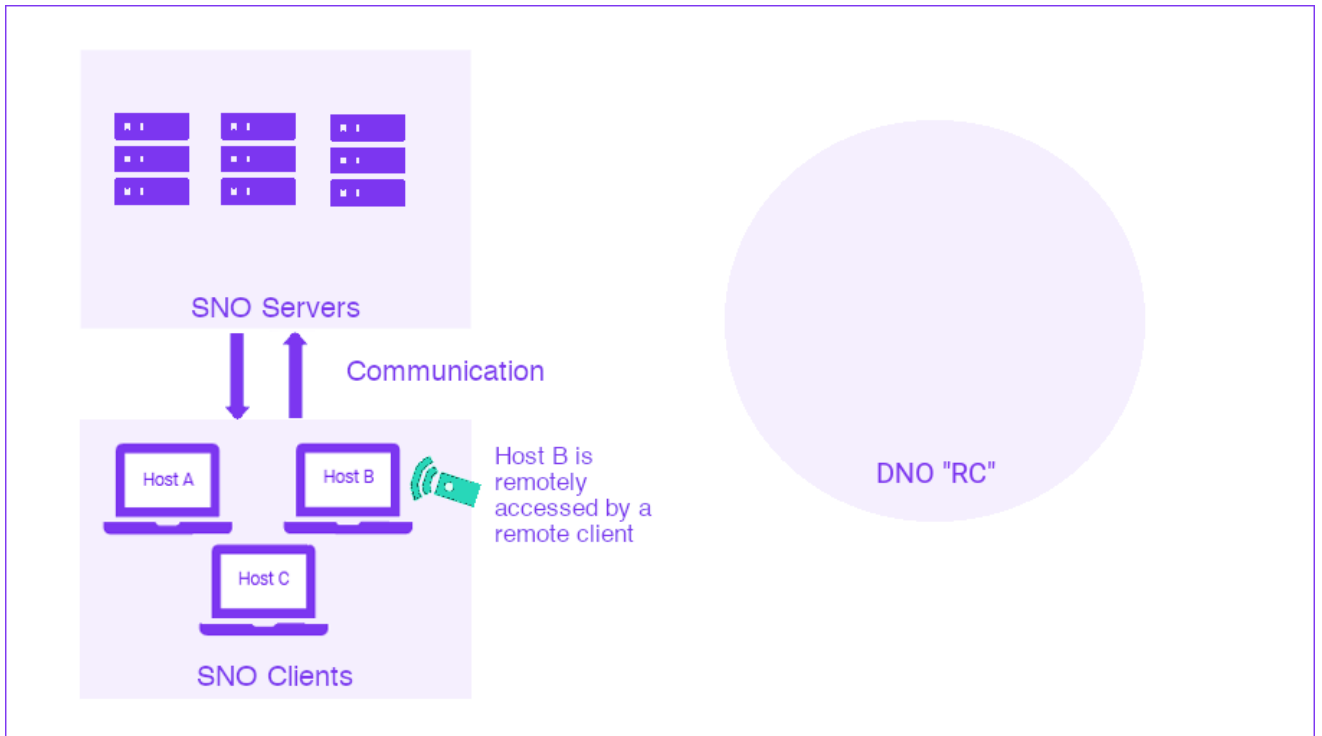 SNO Servers
Communication
Host A
Host B
Host B is
remotely
accessed by a
remote client
Host C
SNO Clients
DNO "RC"